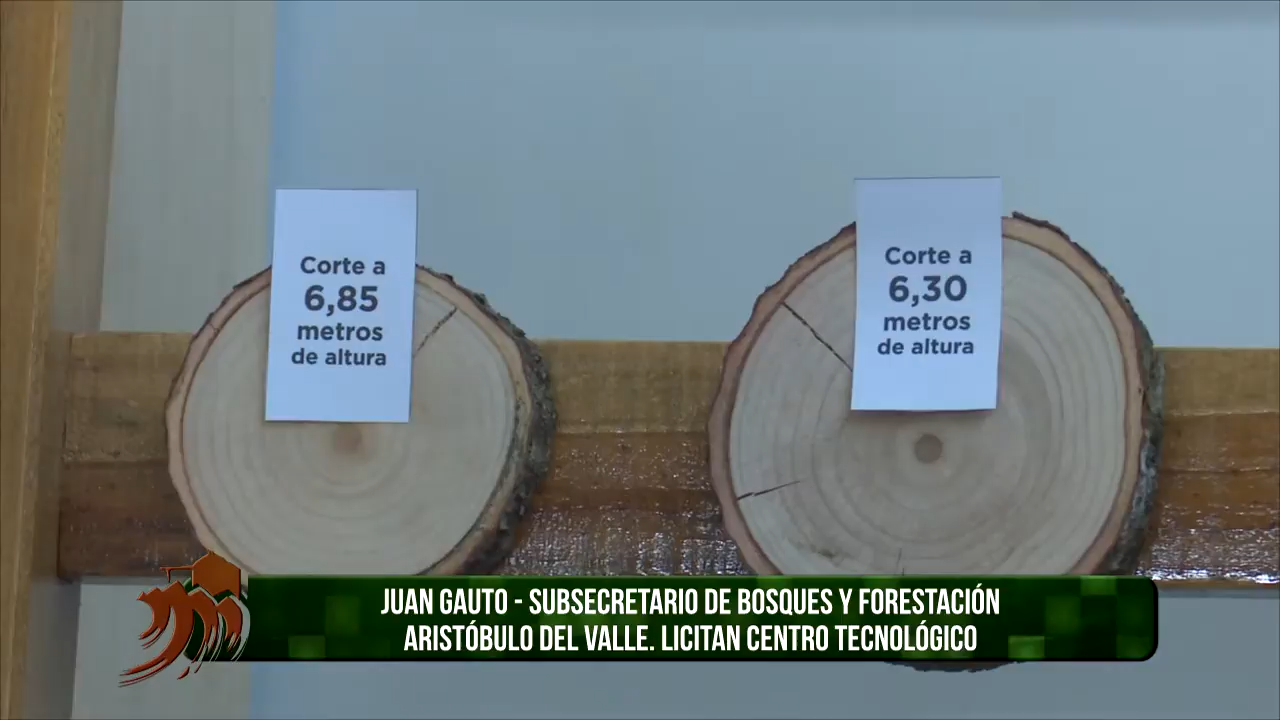 Corte a
6,85
metros
de altura
Corte a
6,30
metros
de altura
JUAN GAUTO - SUBSECRETARIO DE BOSQUES Y FORESTACIÓN
ARISTÓBULO DEL VALLE. LICITAN CENTRO TECNOLÓGICO